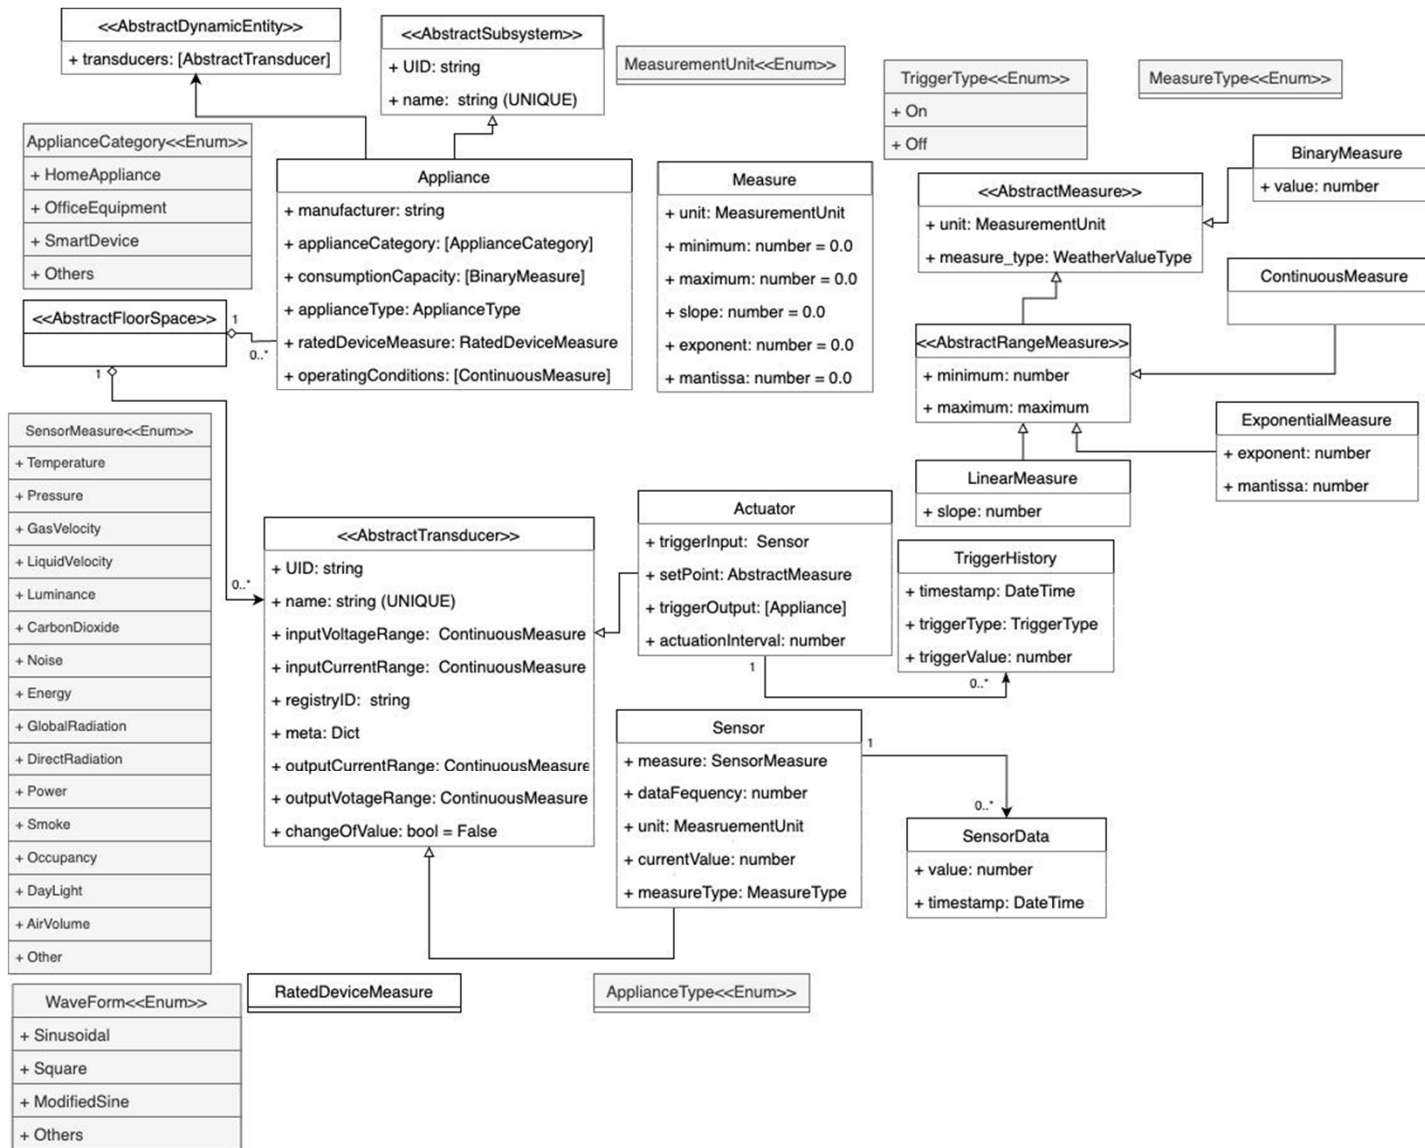 <<AbstractDynamicEntity>>
+ transducers: [AbstractTransducer]
<<AbstractSubsystem>>
+ UID: string
+ name: string (UNIQUE)
MeasurementUnit<<Enum>>
TriggerType<<Enum>>
+ On
+ Off
MeasureType<<Enum>>
ApplianceCategory<<Enum>>
+ HomeAppliance
+ OfficeEquipment
+ SmartDevice
+ Others
Appliance
+ manufacturer: string
+ applianceCategory: [ApplianceCategory]
+ consumptionCapacity: [BinaryMeasure]
+ applianceType: ApplianceType
+ ratedDeviceMeasure: RatedDeviceMeasure
+ operatingConditions: [ContinuousMeasure]
Measure
+ unit: MeasurementUnit
+ minimum: number = 0.0
+ maximum: number = 0.0
+ slope: number = 0.0
+ exponent: number = 0.0
+ mantissa: number = 0.0
<<AbstractMeasure>>
+ unit: MeasurementUnit
+ measure_type: WeatherValueType
BinaryMeasure
+ value: number
ContinuousMeasure
<<AbstractFloorSpace>>
1
0..*
1
0..*
<<AbstractRangeMeasure>>
+ minimum: number
+ maximum: maximum
ExponentialMeasure
+ exponent: number
+ mantissa: number
LinearMeasure
+ slope: number
SensorMeasure<<Enum>>
+ Temperature
+ Pressure
+ GasVelocity
+ LiquidVelocity
+ Luminance
+ CarbonDioxide
+ Noise
+ Energy
+ GlobalRadiation
+ DirectRadiation
+ Power
+ Smoke
+ Occupancy
+ DayLight
+ AirVolume
+ Other
<<AbstractTransducer>>
+ UID: string
+ name: string (UNIQUE)
+ inputVoltageRange: ContinuousMeasure
+ inputCurrentRange: ContinuousMeasure
+ registryID: string
+ meta: Dict
+ outputCurrentRange: ContinuousMeasure
+ outputVotageRange: ContinuousMeasure
+ changeOfValue: bool = False
Actuator
+ triggerInput: Sensor
+ setPoint: AbstractMeasure
+ triggerOutput: [Appliance]
+ actuationInterval: number
1
0..*
TriggerHistory
+ timestamp: DateTime
+ triggerType: TriggerType
+ triggerValue: number
Sensor
+ measure: SensorMeasure
+ dataFequency: number
+ unit: MeasruementUnit
+ currentValue: number
+ measureType: MeasureType
1
0..*
SensorData
+ value: number
+ timestamp: DateTime
WaveForm<<Enum>>
+ Sinusoidal
+ Square
+ ModifiedSine
+ Others
RatedDeviceMeasure
ApplianceType<<Enum>>